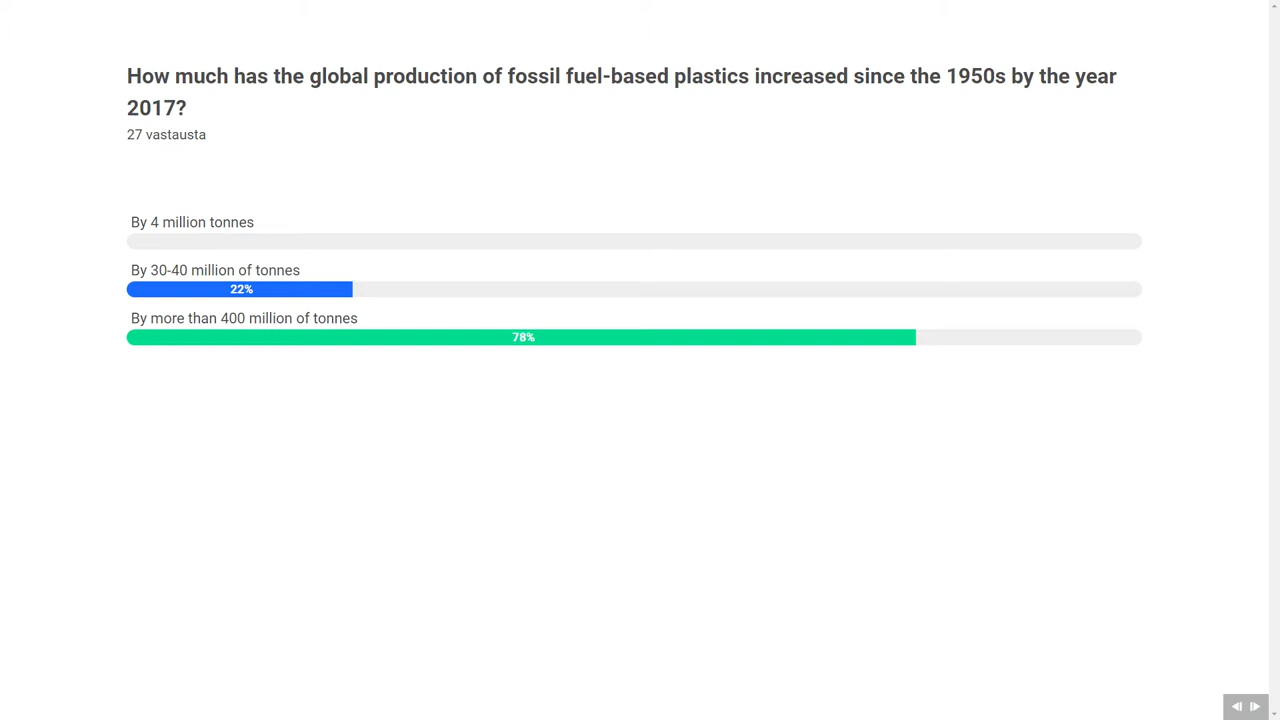 How much has the global production of fossil fuel-based plastics increased since the 1950s by the year
2017?
27 vastausta
By 4 million tonnes
By 30-40 million of tonnes
22%
By more than 400 million of tonnes
78%